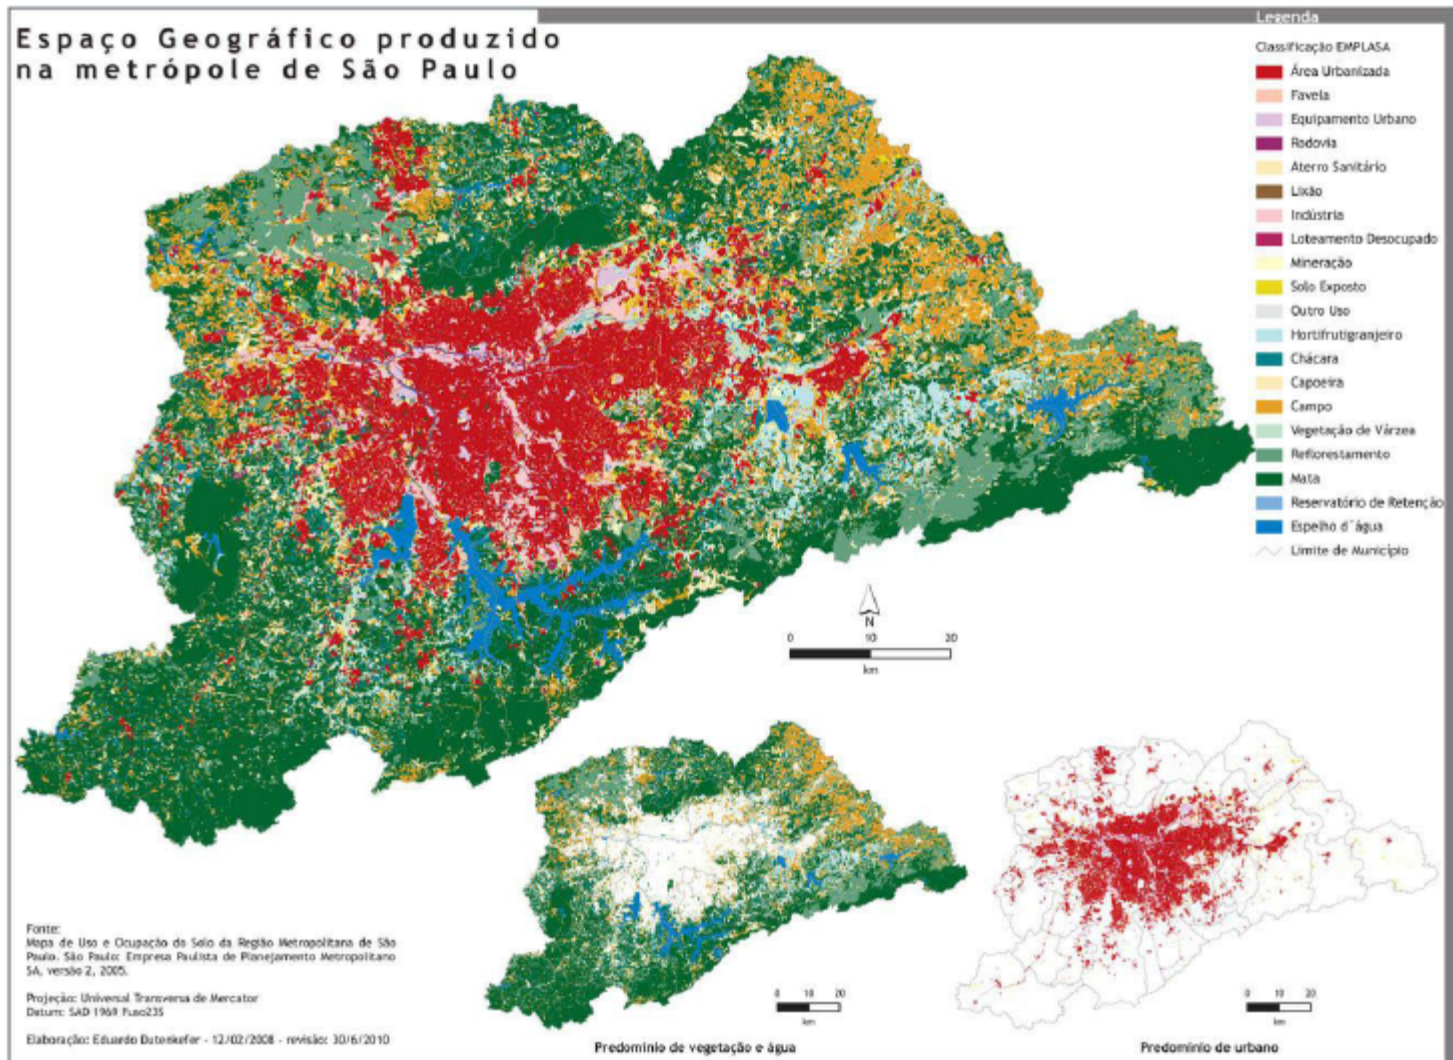 Espaço Geográfico produzido
na metrópole de São Paulo
Legenda
Classificação EMPLASA
Área Urbanizada
Favela
Equipamento Urbano
Rodovia
Aterro Sanitário
Lixão
Indústria
Loteamento Desocupado
Mineração
Solo Exposto
Outro Uso
Hortifrutigranjeiro
Chácara
Capoeira
Campo
Vegetação de Várzea
Reflorestamento
Mata
Reservatório de Retenção
Espelho d´água
Limite de Município
N
0 10 20
km
Fonte:
Mapa de Uso e Ocupação do Solo da Região Metropolitana de São
Paulo. São Paulo: Empresa Paulista de Planejamento Metropolitano
SA, versão 2, 2005.
Projeção: Universal Transversa de Mercator
Datum: SAD 1969 Fuso23S
Elaboração: Eduardo Dutenkefer - 12/02/2008 - revisão: 30/6/2010
0 10 20
km
Predomínio de vegetação e água
0 10 20
km
Predomínio de urbano